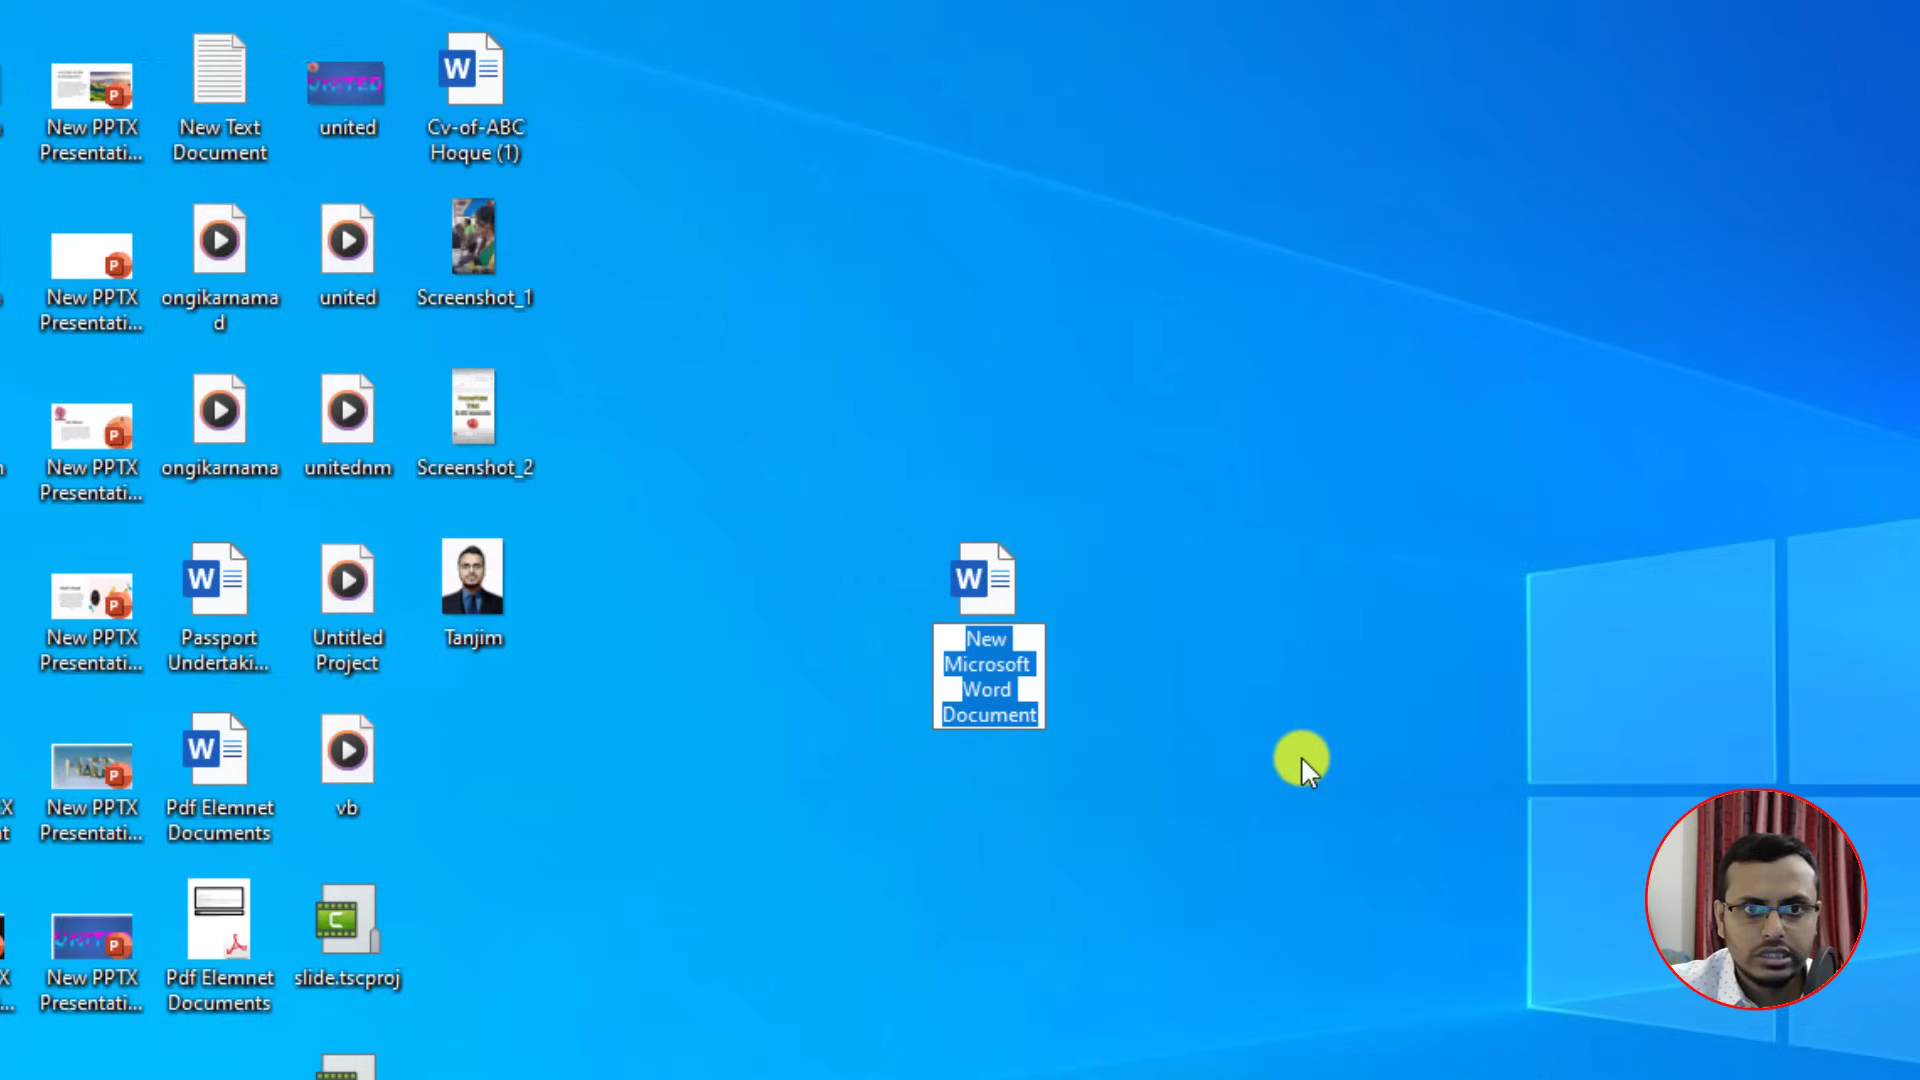 New PPTX
Presentati...
New Text
Document
UNITED
united
W
Cv-of-ABC
Hoque (1)
P
New PPTX
Presentati...
ongikarnama
d
united
Screenshot_1
P
New PPTX
Presentati...
ongikarnama
unitednm
Screenshot_2
P
New PPTX
Presentati...
W
Passport
Undertaki...
Untitled
Project
Tanjim
W
New
Microsoft
Word
Document
P
New PPTX
Presentati...
W
Pdf Elemnet
Documents
vb
P
New PPTX
Presentati...
Pdf Elemnet
Documents
C
slide.tscproj